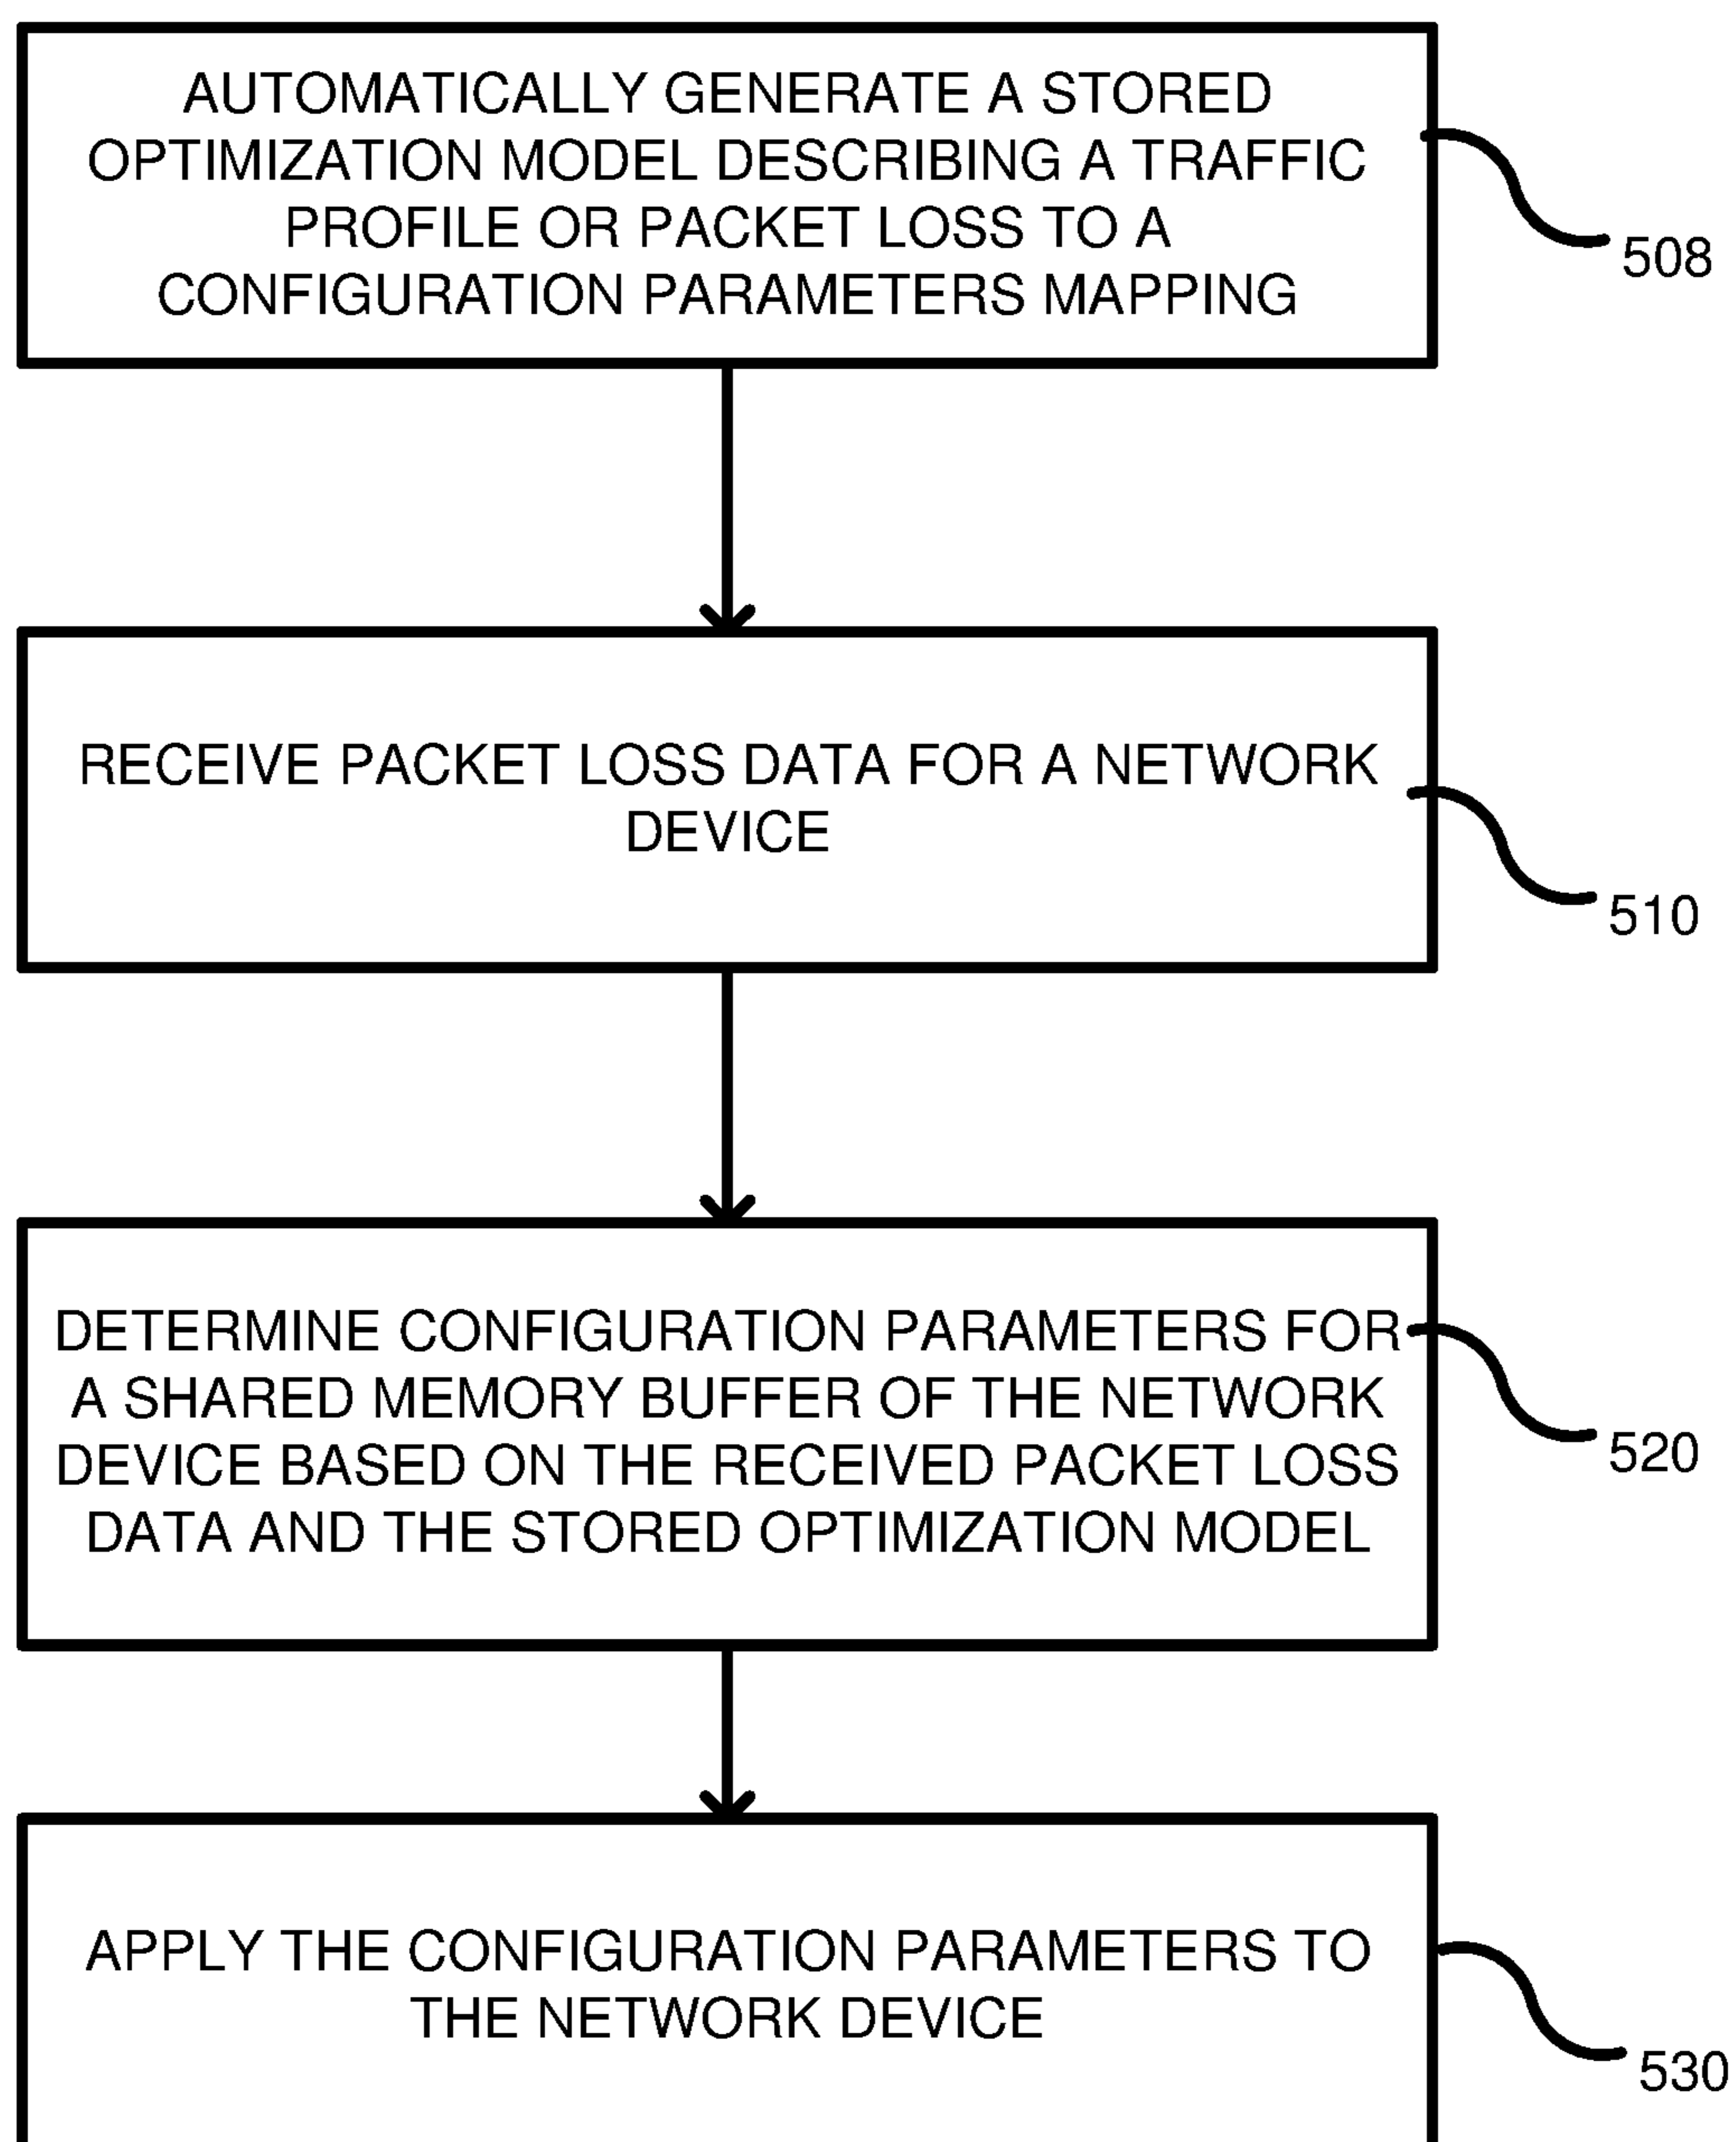 AUTOMATICALLY GENERATE A STORED
OPTIMIZATION MODEL DESCRIBING A TRAFFIC
PROFILE OR PACKET LOSS TO A
CONFIGURATION PARAMETERS MAPPING
508
RECEIVE PACKET LOSS DATA FOR A NETWORK
DEVICE
510
DETERMINE CONFIGURATION PARAMETERS FOR
A SHARED MEMORY BUFFER OF THE NETWORK
DEVICE BASED ON THE RECEIVED PACKET LOSS
DATA AND THE STORED OPTIMIZATION MODEL
520
APPLY THE CONFIGURATION PARAMETERS TO
THE NETWORK DEVICE
530